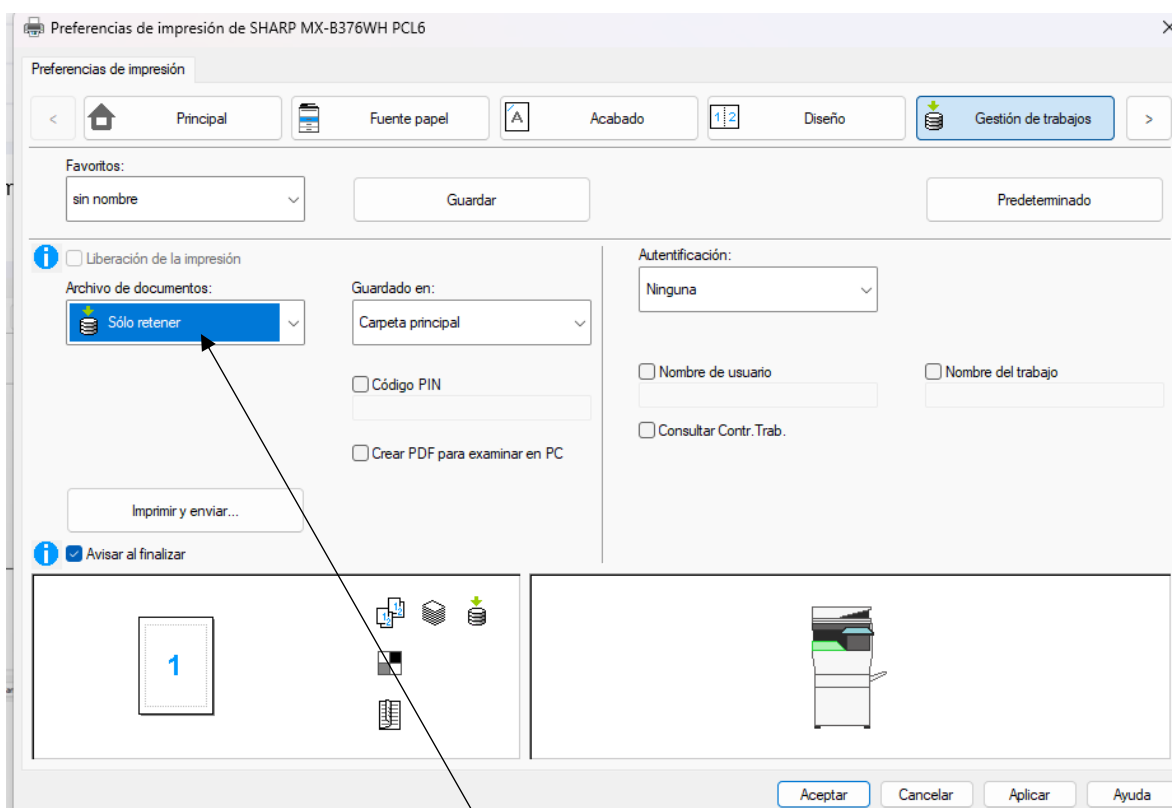 Preferencias de impresión de SHARP MX-B376WH PCL6
Preferencias de impresión
< Principal Fuente papel Acabado Diseño Gestión de trabajos >
Favoritos:
sin nombre Guardar Predeterminado
Liberación de la impresión
Autentificación:
Archivo de documentos: Guardado en:
Ninguna
Sólo retener Carpeta principal
Código PIN
Nombre de usuario Nombre del trabajo
Consultar Contr.Trab.
Crear PDF para examinar en PC
Imprimir y enviar...
Avisar al finalizar
1
Aceptar Cancelar Aplicar Ayuda